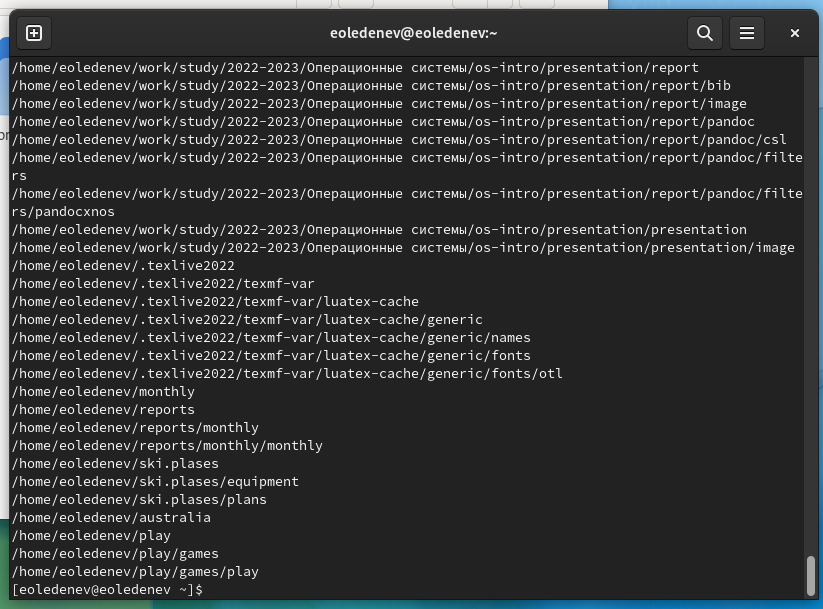 eoledenev@eoledenev:~
/home/eoledenev/work/study/2022-2023/Операционные системы/os-intro/presentation/report
/home/eoledenev/work/study/2022-2023/Операционные системы/os-intro/presentation/report/bib
/home/eoledenev/work/study/2022-2023/Операционные системы/os-intro/presentation/report/image
/home/eoledenev/work/study/2022-2023/Операционные системы/os-intro/presentation/report/pandoc
/home/eoledenev/work/study/2022-2023/Операционные системы/os-intro/presentation/report/pandoc/csl
/home/eoledenev/work/study/2022-2023/Операционные системы/os-intro/presentation/report/pandoc/filte
rs
/home/eoledenev/work/study/2022-2023/Операционные системы/os-intro/presentation/report/pandoc/filte
rs/pandocxnos
/home/eoledenev/work/study/2022-2023/Операционные системы/os-intro/presentation/presentation
/home/eoledenev/work/study/2022-2023/Операционные системы/os-intro/presentation/presentation/image
/home/eoledenev/.texlive2022
/home/eoledenev/.texlive2022/texmf-var
/home/eoledenev/.texlive2022/texmf-var/luatex-cache
/home/eoledenev/.texlive2022/texmf-var/luatex-cache/generic
/home/eoledenev/.texlive2022/texmf-var/luatex-cache/generic/names
/home/eoledenev/.texlive2022/texmf-var/luatex-cache/generic/fonts
/home/eoledenev/.texlive2022/texmf-var/luatex-cache/generic/fonts/otl
/home/eoledenev/monthly
/home/eoledenev/reports
/home/eoledenev/reports/monthly
/home/eoledenev/reports/monthly/monthly
/home/eoledenev/ski.plases
/home/eoledenev/ski.plases/equipment
/home/eoledenev/ski.plases/plans
/home/eoledenev/australia
/home/eoledenev/play
/home/eoledenev/play/games
/home/eoledenev/play/games/play
[eoledenev@eoledenev ~]$